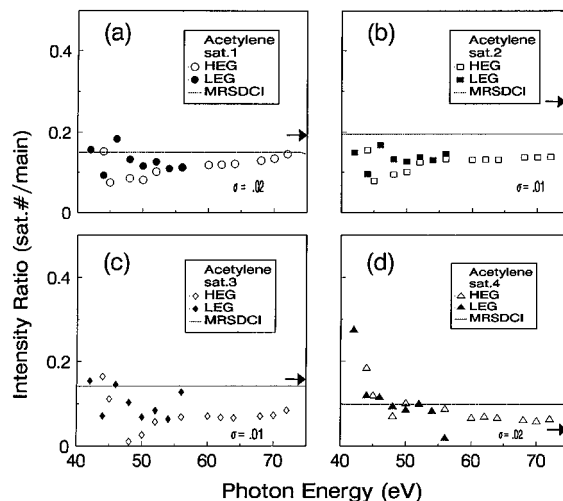 (a)
Acetylene
sat.1
HEG
LEG
MRSDCI
0.4
0.2
0
σ = .02
(b)
Acetylene
sat.2
HEG
LEG
MRSDCI
σ = .01
Intensity Ratio (sat.#/main)
(c)
Acetylene
sat.3
HEG
LEG
MRSDCI
0.4
0.2
0
σ = .01
40 50 60 70
(d)
Acetylene
sat.4
HEG
LEG
MRSDCI
σ = .02
40 50 60 70
Photon Energy (eV)